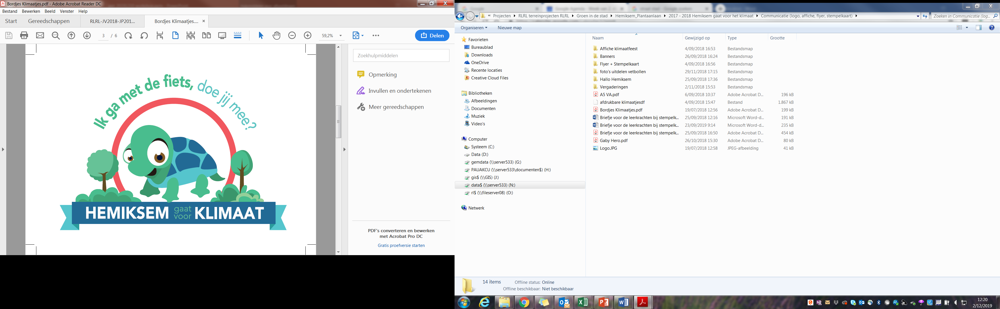 Bordjes Klimaatjes.pdf - Adobe Acrobat Reader DC
Bestand Bewerken Beeld Venster Help
Start Gereedschappen RLRL-JV2018-JP201... Bordjes Klimaatjes.... ×
3 / 6 59,2% Delen
Ik ga met de fiets, doe jij mee?
HEMIKSEM gaat voor KLIMAAT
Zoekhulpmiddelen
Opmerking
Invullen en ondertekenen
Meer gereedschappen
PDF's converteren en bewerken
met Acrobat Pro DC
Gratis proefversie starten
« Projecten RLRL terreinprojecten RLRL Groen in de stad Hemiksem_Plantaanlaan 2017 - 2018 Hemiksem gaat voor het klimaat Communicatie (logo, affiche, flyer, stempelkaart)
Zoeken in Communicatie (log...
Organiseren Nieuwe map
Favorieten
Bureaublad
Downloads
OneDrive
Recente locaties
Creative Cloud Files
Bibliotheken
Afbeeldingen
Documenten
Muziek
Video's
Computer
Systeem (C:)
Data (D:)
gemdata (\\server533) (G:)
PAUAKCU (\\server533\documenten$) (H:)
gis$ (\\GIS) (J:)
data$ (\\server533) (N:)
rl$ (\\fileserver08) (O:)
Netwerk
Naam Gewijzigd op Type Grootte
Affiche klimaatfeest 4/09/2018 16:53 Bestandsmap
Banners 26/09/2018 16:24 Bestandsmap
Flyer + Stempelkaart 4/09/2018 16:56 Bestandsmap
foto's uitdelen vetbollen 29/11/2018 17:15 Bestandsmap
Hallo Hemiksem 25/09/2018 17:36 Bestandsmap
Vergaderingen 2/11/2018 15:53 Bestandsmap
A5 VA.pdf 6/09/2018 10:37 Adobe Acrobat D... 196 kB
afdrukbare klimaatjesdf 4/09/2018 15:47 Bestand 1.867 kB
Bordjes Klimaatjes.pdf 19/07/2018 12:56 Adobe Acrobat D... 199 kB
Briefje voor de leerkrachten bij stempelk... 25/09/2018 12:16 Microsoft Word-d... 191 kB
Briefje voor de leerkrachten bij stempelk... 23/09/2019 9:14 Microsoft Word-d... 235 kB
Briefje voor de leerkrachten bij stempelk... 25/09/2018 16:50 Adobe Acrobat D... 454 kB
Gaby Hero.pdf 26/10/2018 15:30 Adobe Acrobat D... 80 kB
Logo.JPG 19/07/2018 12:58 JPEG-afbeelding 41 kB
14 items Offline status: Online
Offline beschikbaar: Niet beschikbaar
12:20
2/12/2019